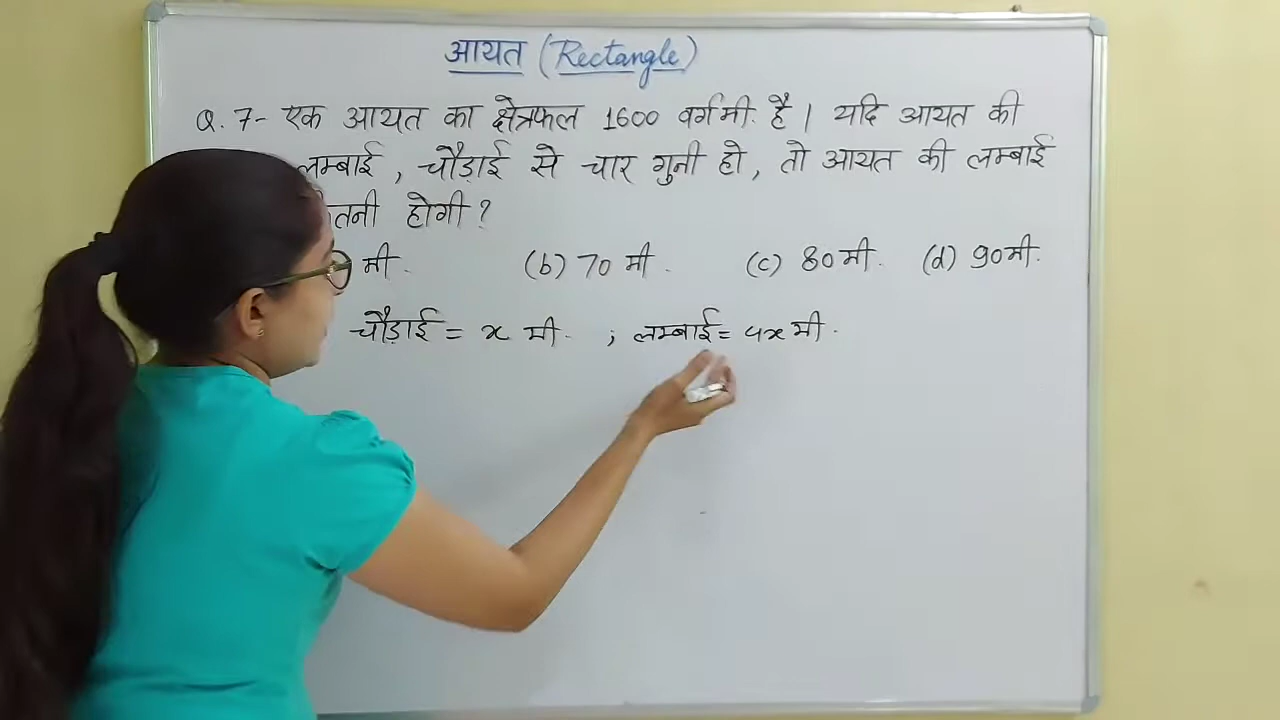 आयत (Rectangle)
Q. 7- एक आयत का क्षेत्रफल 1600 वर्गमी. है। यदि आयत की
लम्बाई, चौड़ाई से चार गुनी हो, तो आयत की लम्बाई
होगी?
मी. (b) 70 मी. (c) 80 मी. (d) 90 मी.
चौड़ाई = x मी. ; लम्बाई = 4x मी.